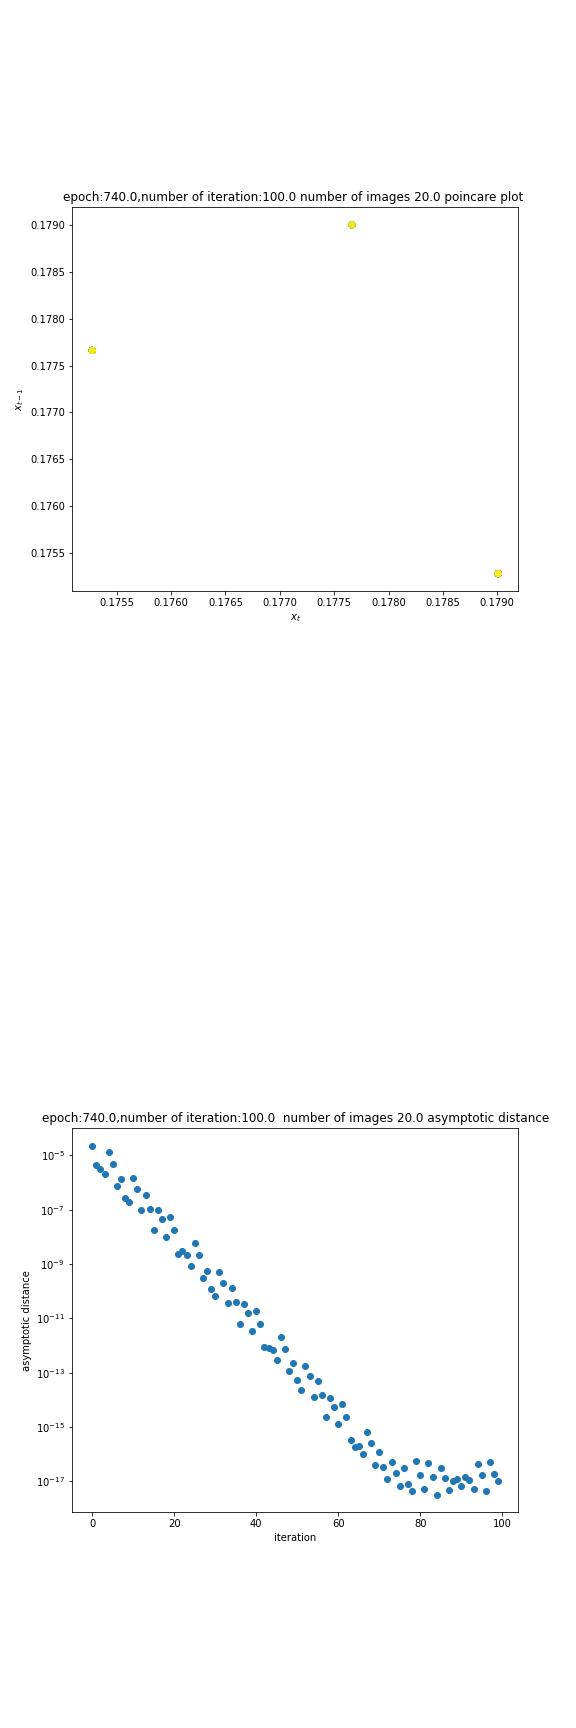 epoch:740.0,number of iteration:100.0 number of images 20.0 poincare plot
0.1790
0.1785
0.1780
0.1775
0.1770
0.1765
0.1760
0.1755
x_{t-1}
0.1755 0.1760 0.1765 0.1770 0.1775 0.1780 0.1785 0.1790
x_t
epoch:740.0,number of iteration:100.0  number of images 20.0 asymptotic distance
10^{-5}
10^{-7}
10^{-9}
10^{-11}
10^{-13}
10^{-15}
10^{-17}
asymptotic distance
0 20 40 60 80 100
iteration